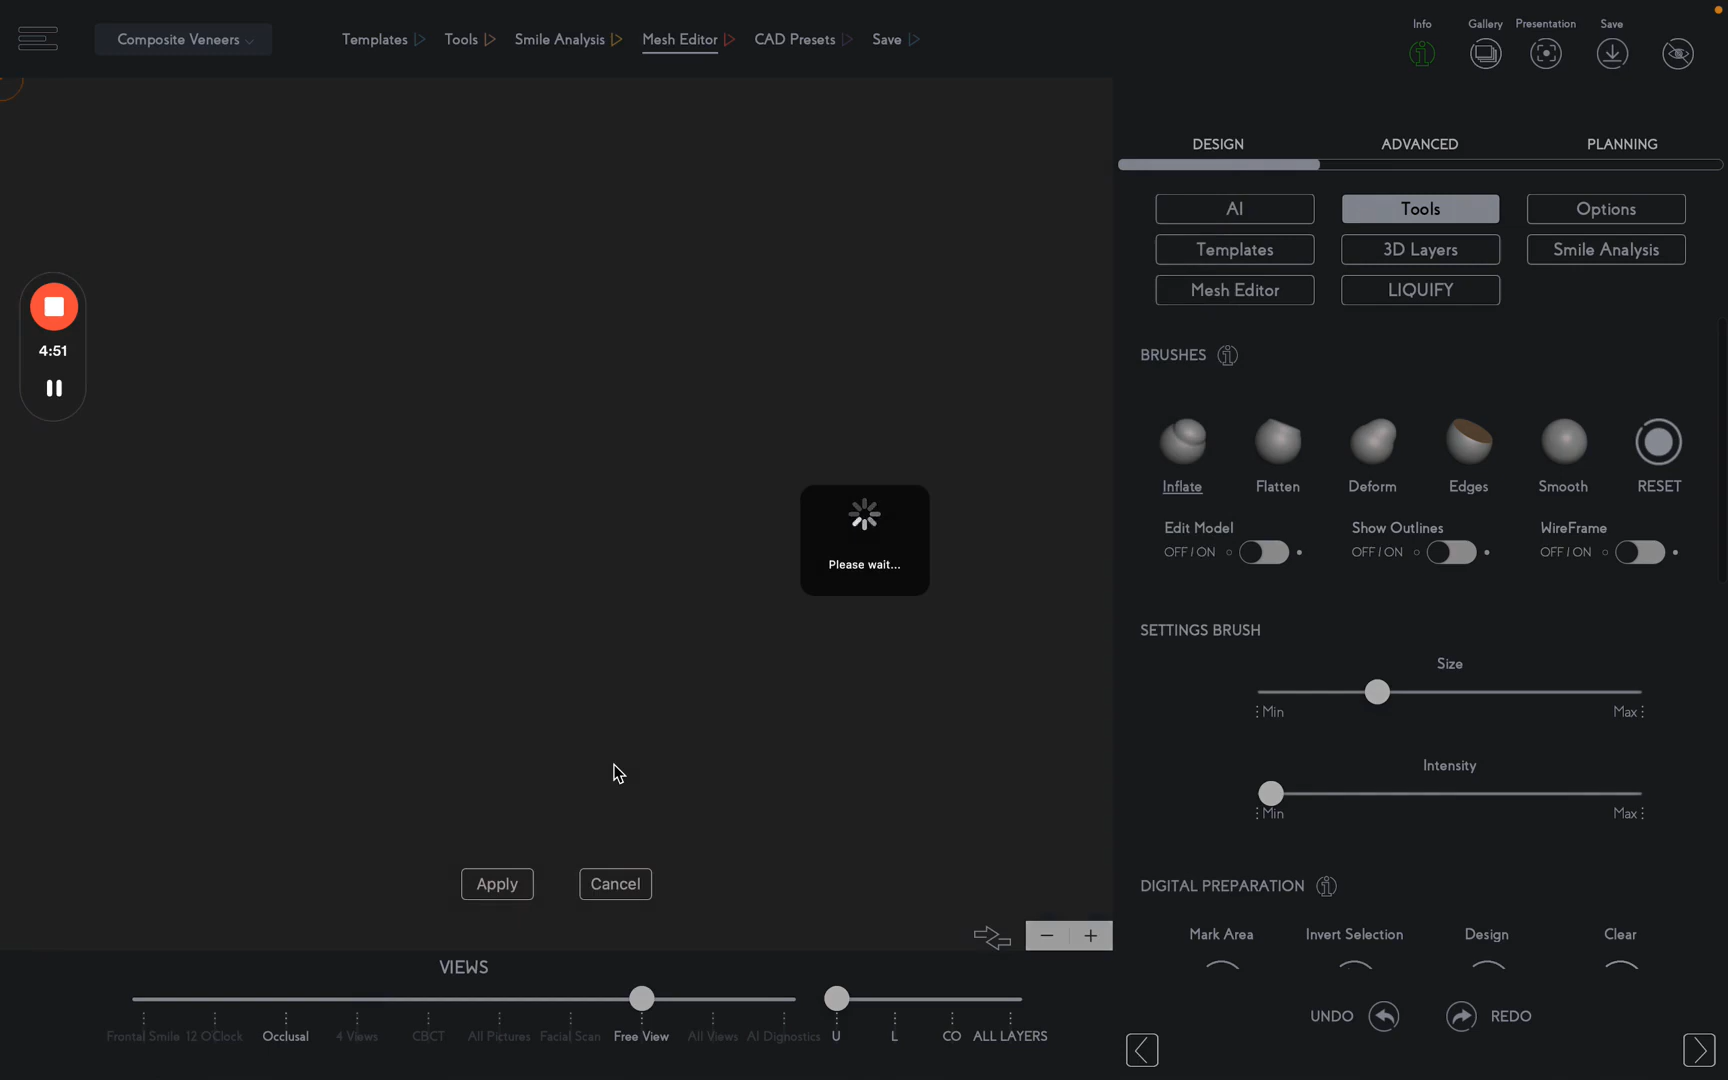 Composite Veneers
Templates
Tools
Smile Analysis
Mesh Editor
CAD Presets
Save
Info
Gallery
Presentation
Save
DESIGN
ADVANCED
PLANNING
AI
Tools
Options
Templates
3D Layers
Smile Analysis
Mesh Editor
LIQUIFY
4:51
BRUSHES
Inflate
Flatten
Deform
Edges
Smooth
RESET
Edit Model
OFF / ON
Show Outlines
OFF / ON
WireFrame
OFF / ON
Please wait...
SETTINGS BRUSH
Size
Min
Max
Intensity
Min
Max
DIGITAL PREPARATION
Mark Area
Invert Selection
Design
Clear
Apply
Cancel
− +
VIEWS
Frontal Smile
12 O'Clock
Occlusal
4 Views
CBCT
All Pictures
Facial Scan
Free View
All Views
AI Dignostics
U
L
CO
ALL LAYERS
UNDO
REDO